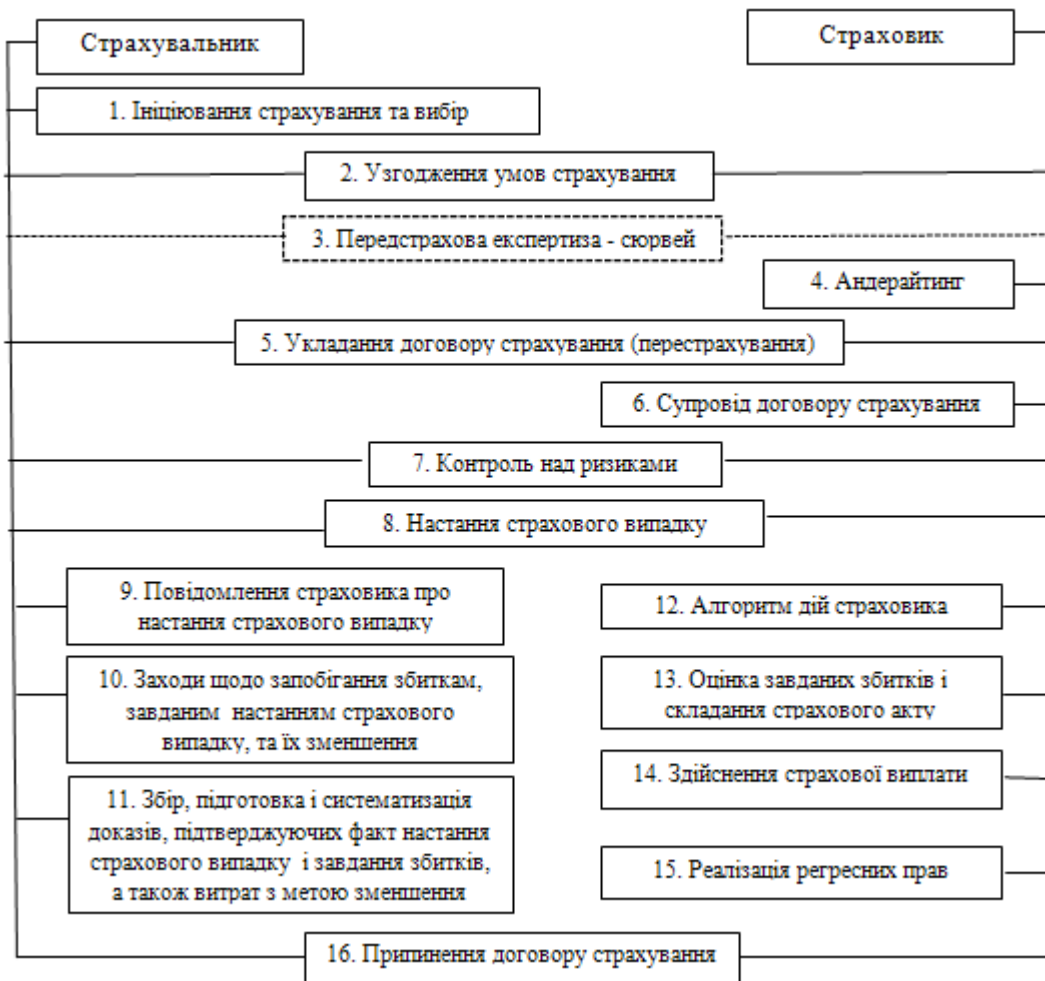 Страхувальник
Страховик
1. Ініціювання страхування та вибір
2. Узгодження умов страхування
3. Передстрахова експертиза - сюрвей
4. Андерайтинг
5. Укладання договору страхування (перестрахування)
6. Супровід договору страхування
7. Контроль над ризиками
8. Настання страхового випадку
9. Повідомлення страховика про
настання страхового випадку
10. Заходи щодо запобігання збиткам,
завданим настанням страхового
випадку, та їх зменшення
11. Збір, підготовка і систематизація
доказів, підтверджуючих факт настання
страхового випадку і завдання збитків,
а також витрат з метою зменшення
12. Алгоритм дій страховика
13. Оцінка завданих збитків і
складання страхового акту
14. Здійснення страхової виплати
15. Реалізація регресних прав
16. Припинення договору страхування